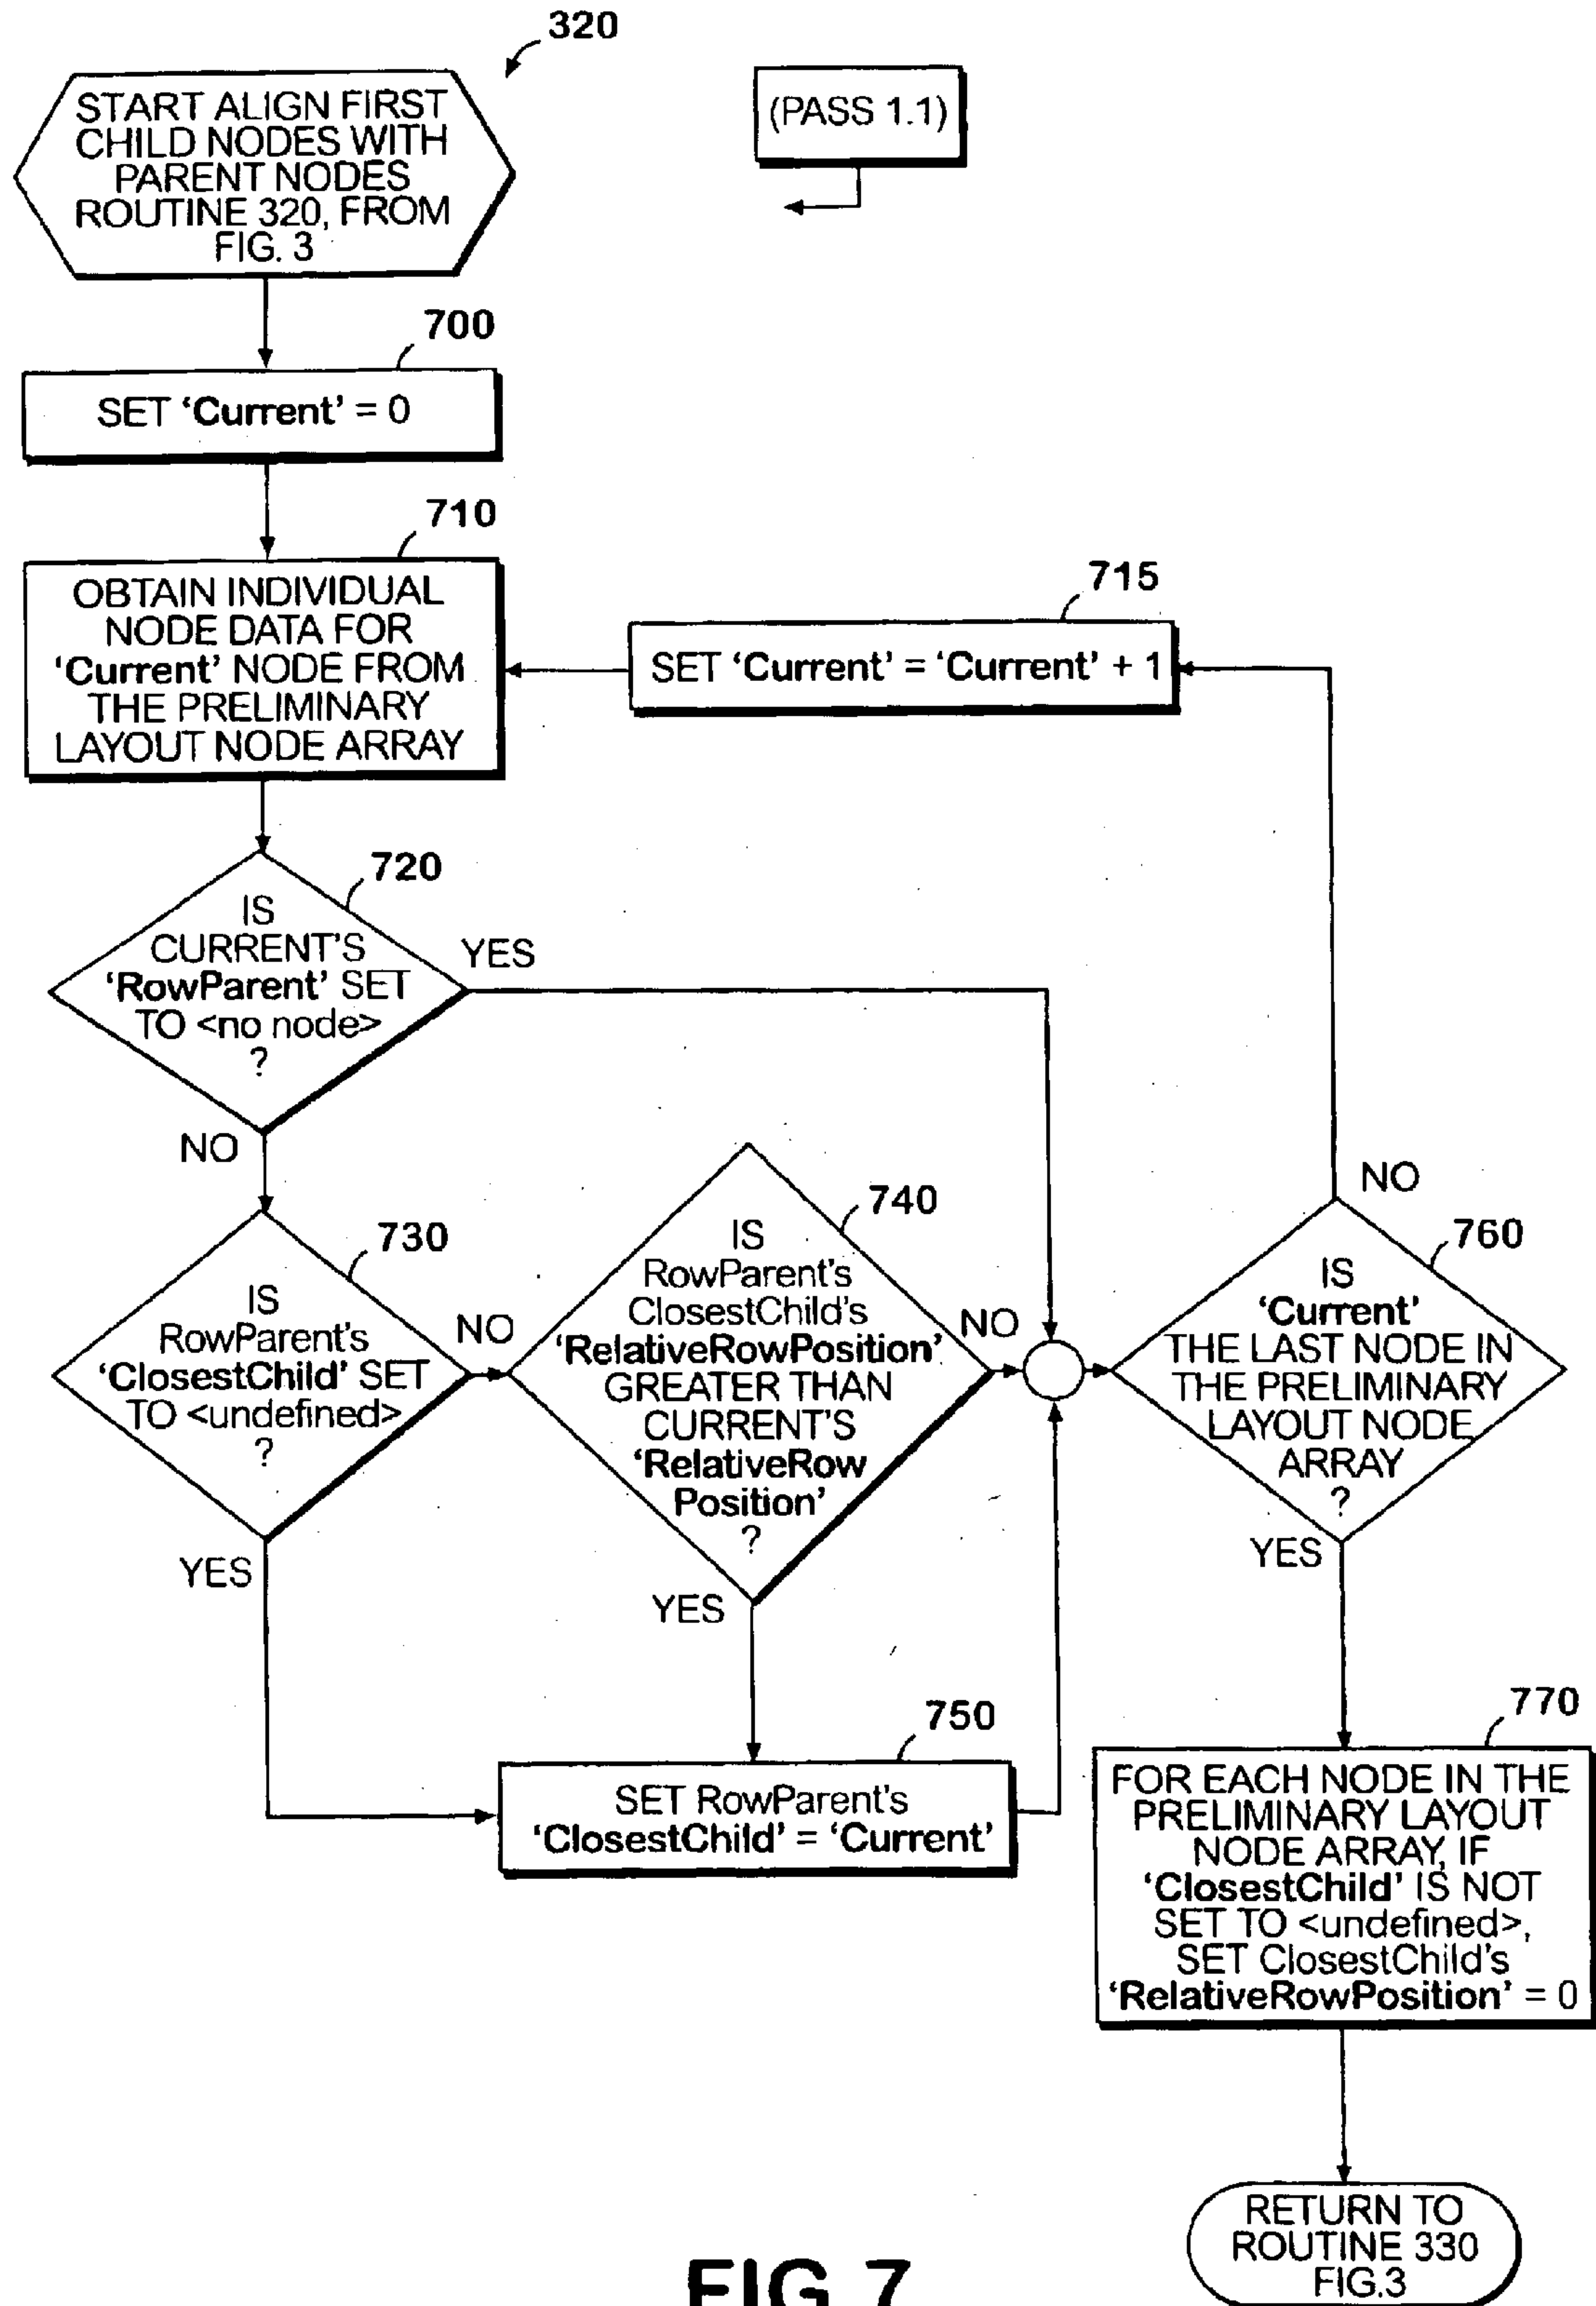 320
START ALIGN FIRST
CHILD NODES WITH
PARENT NODES
ROUTINE 320, FROM
FIG. 3
(PASS 1.1)
700
SET ‘Current’ = 0
710
OBTAIN INDIVIDUAL
NODE DATA FOR
‘Current’ NODE FROM
THE PRELIMINARY
LAYOUT NODE ARRAY
715
SET ‘Current’ = ‘Current’ + 1
720
IS
CURRENT'S
‘RowParent’ SET
TO <no node>
?
YES
NO
730
IS
RowParent's
‘ClosestChild’ SET
TO <undefined>
?
NO
YES
740
IS
RowParent's
ClosestChild's
‘RelativeRowPosition’
GREATER THAN
CURRENT'S
‘RelativeRow
Position’
?
NO
YES
750
SET RowParent's
‘ClosestChild’ = ‘Current’
NO
760
IS
‘Current’
THE LAST NODE IN
THE PRELIMINARY
LAYOUT NODE
ARRAY
?
YES
770
FOR EACH NODE IN THE
PRELIMINARY LAYOUT
NODE ARRAY, IF
‘ClosestChild’ IS NOT
SET TO <undefined>,
SET ClosestChild's
‘RelativeRowPosition’ = 0
RETURN TO
ROUTINE 330
FIG.3
FIG.7